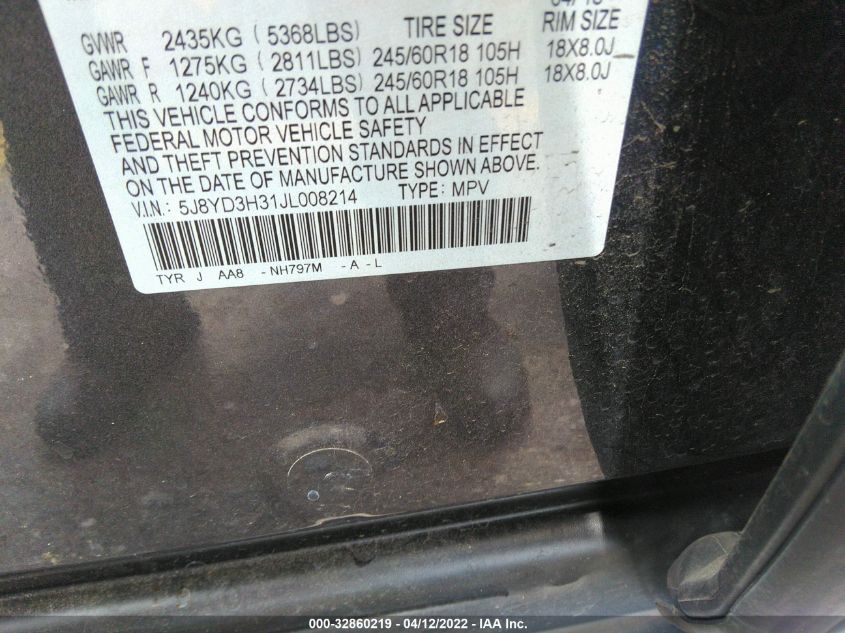 GVWR 2435KG (5368LBS) TIRE SIZE RIM SIZE
GAWR F 1275KG (2811LBS) 245/60R18 105H 18X8.0J
GAWR R 1240KG (2734LBS) 245/60R18 105H 18X8.0J
THIS VEHICLE CONFORMS TO ALL APPLICABLE
FEDERAL MOTOR VEHICLE SAFETY
AND THEFT PREVENTION STANDARDS IN EFFECT
ON THE DATE OF MANUFACTURE SHOWN ABOVE.
V.I.N.: 5J8YD3H31JL008214 TYPE: MPV
TYR J AA8 -NH797M -A -L
000-32860219 - 04/12/2022 - IAA Inc.